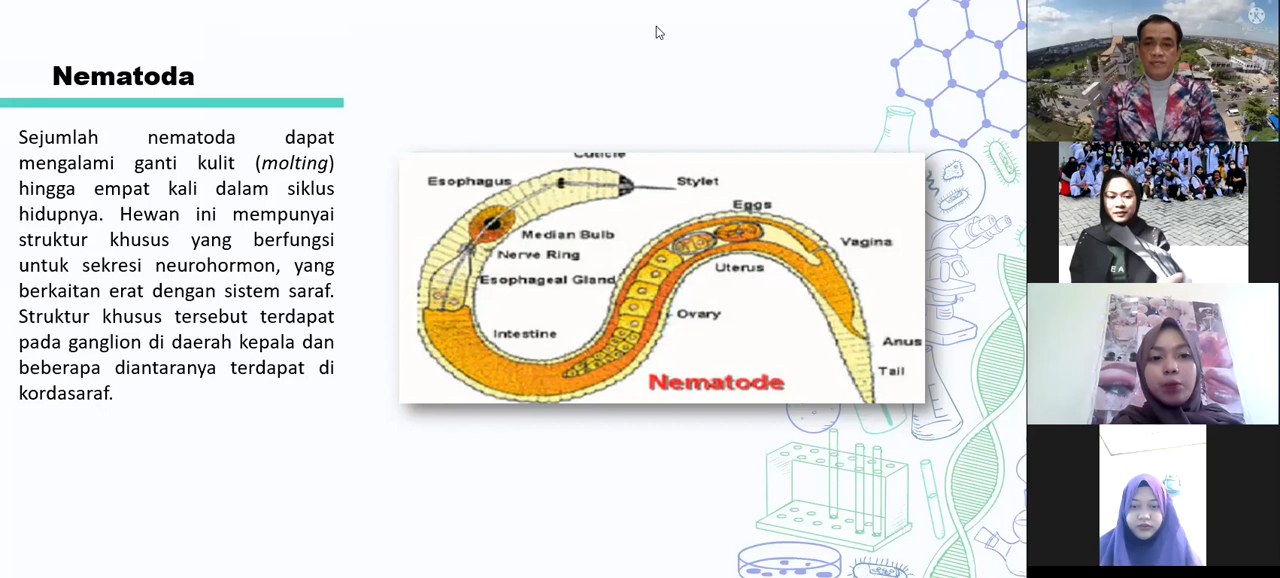 Nematoda
Sejumlah nematoda dapat
mengalami ganti kulit (molting)
hingga empat kali dalam siklus
hidupnya. Hewan ini mempunyai
struktur khusus yang berfungsi
untuk sekresi neurohormon, yang
berkaitan erat dengan sistem saraf.
Struktur khusus tersebut terdapat
pada ganglion di daerah kepala dan
beberapa diantaranya terdapat di
kordasaraf.
Cuticle
Esophagus
Stylet
Eggs
Median Bulb
Vagina
Nerve Ring
Uterus
Esophageal Gland
Ovary
Intestine
Anus
Tail
Nematode